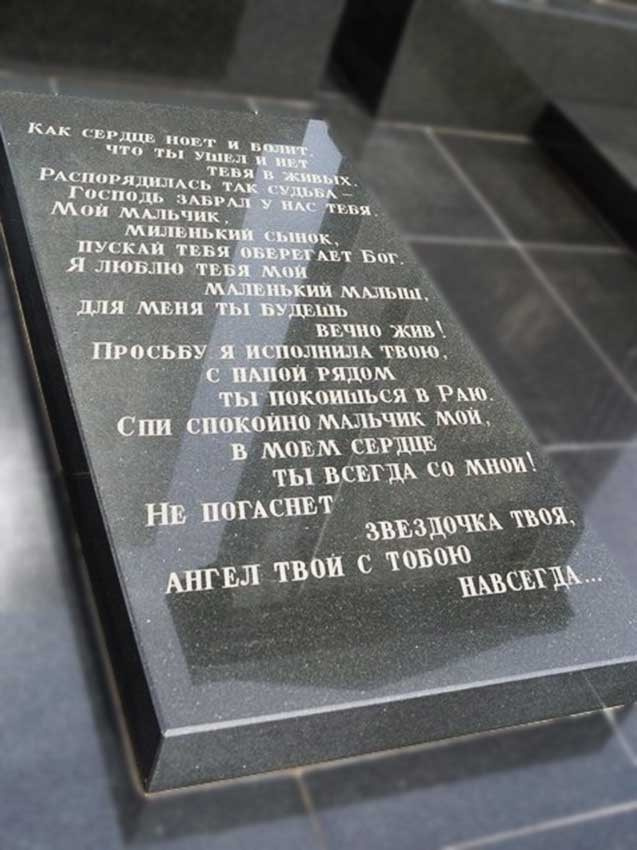 Как сердце ноет и болит,
что ты ушел и нет
тебя в живых.
Распорядилась так судьба –
Господь забрал у нас тебя.
Мой мальчик,
миленький сынок,
пускай тебя оберегает Бог.
Я люблю тебя мой
маленький малыш,
для меня ты будешь
вечно жив!
Просьбу я исполнила твою,
с папой рядом
ты покоишься в Раю.
Спи спокойно мальчик мой,
в моем сердце
ты всегда со мной!
Не погаснет
звездочка твоя,
ангел твой с тобою
навсегда...